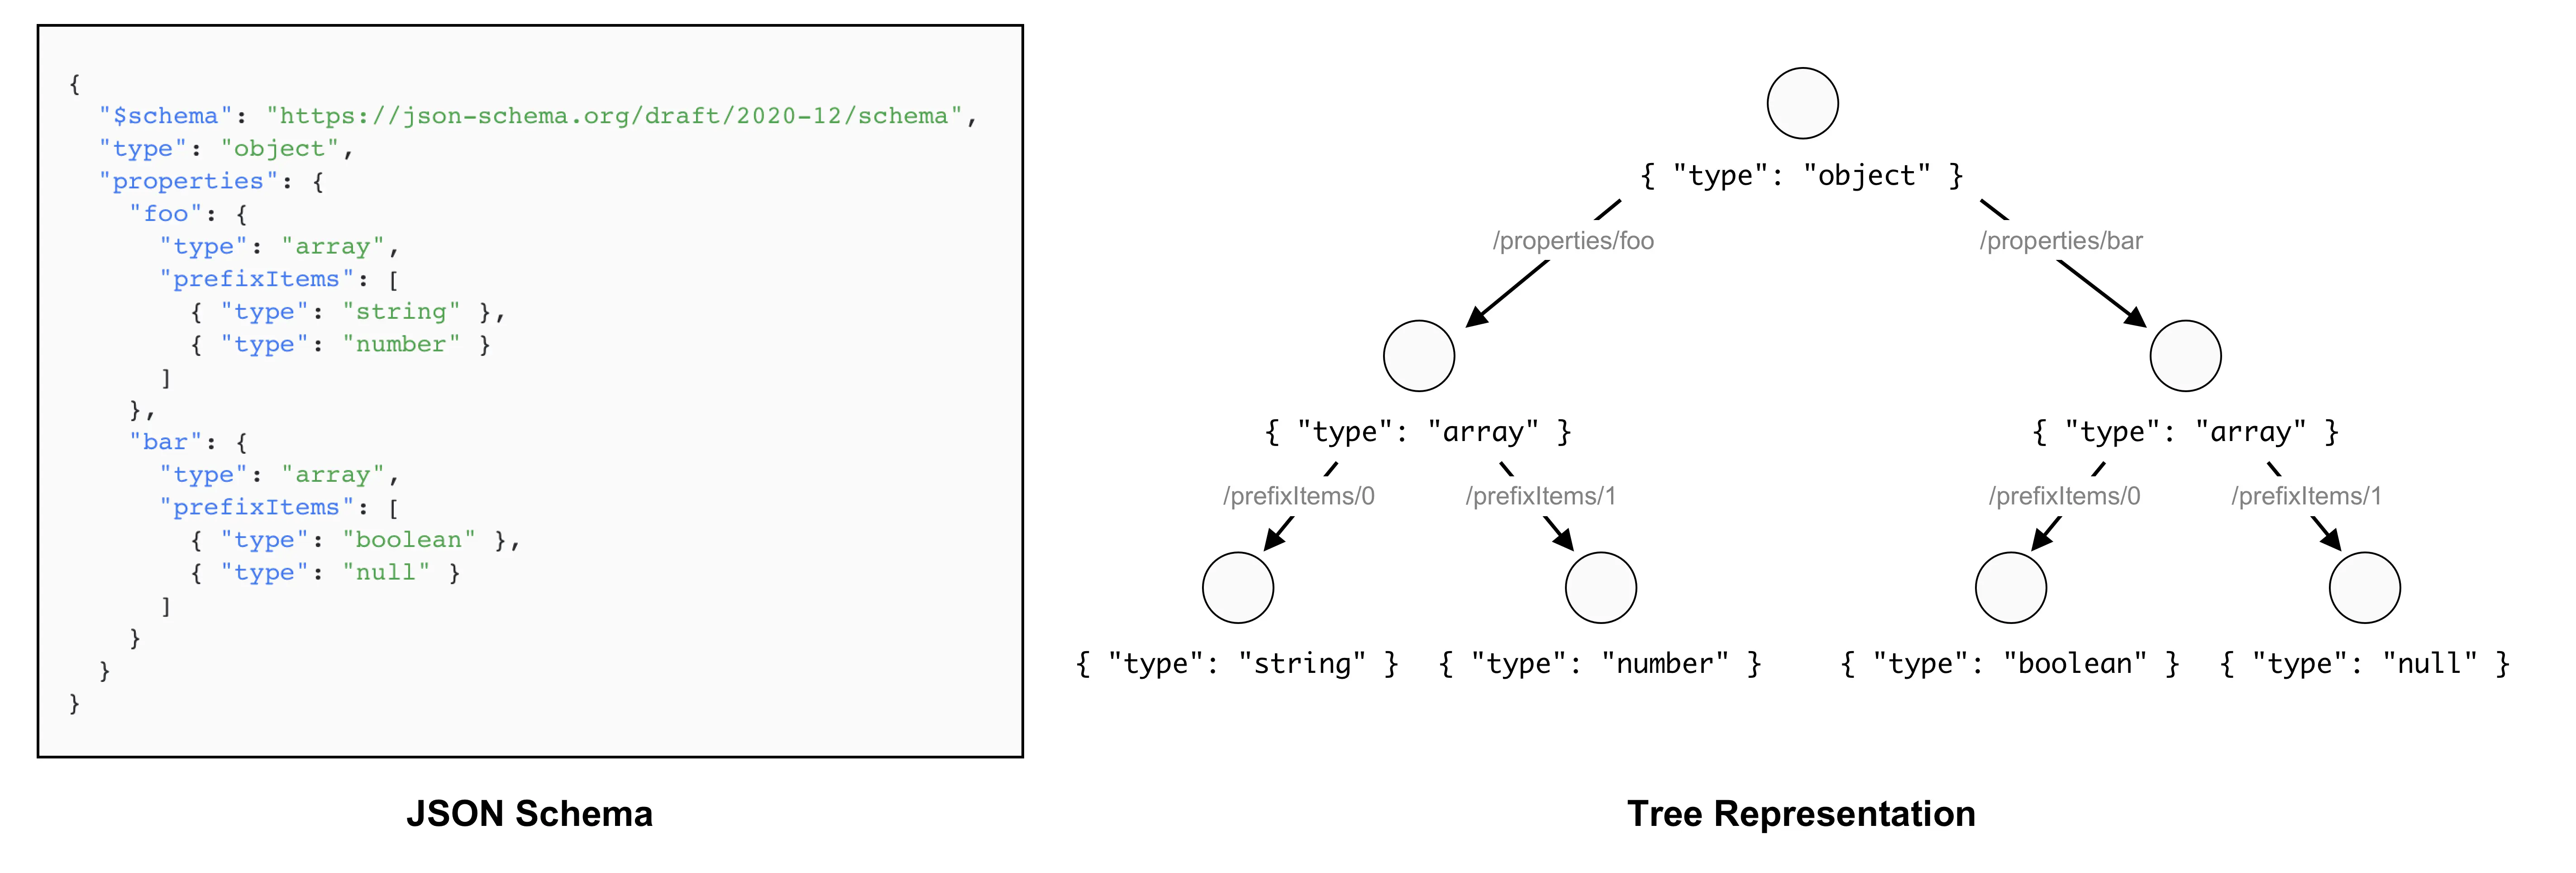 {
  "$schema": "https://json-schema.org/draft/2020-12/schema",
  "type": "object",
  "properties": {
    "foo": {
      "type": "array",
      "prefixItems": [
        { "type": "string" },
        { "type": "number" }
      ]
    },
    "bar": {
      "type": "array",
      "prefixItems": [
        { "type": "boolean" },
        { "type": "null" }
      ]
    }
  }
}
JSON Schema
{ "type": "object" }
/properties/foo
/properties/bar
{ "type": "array" }
{ "type": "array" }
/prefixItems/0
/prefixItems/1
/prefixItems/0
/prefixItems/1
{ "type": "string" }
{ "type": "number" }
{ "type": "boolean" }
{ "type": "null" }
Tree Representation